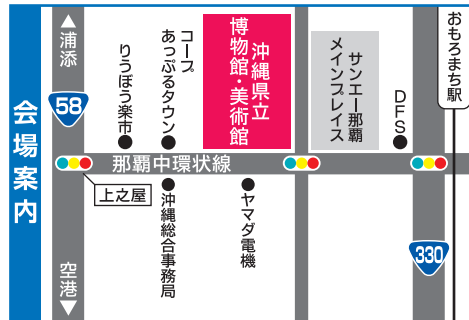 会場案内
▲浦添
58
空港▼
りうぼう楽市
コープ
あっぷるタウン
沖縄県立
博物館・美術館
サンエー那覇
メインプレイス
DFS
おもろまち駅
那覇中環状線
上之屋
沖縄総合事務局
ヤマダ電機
330